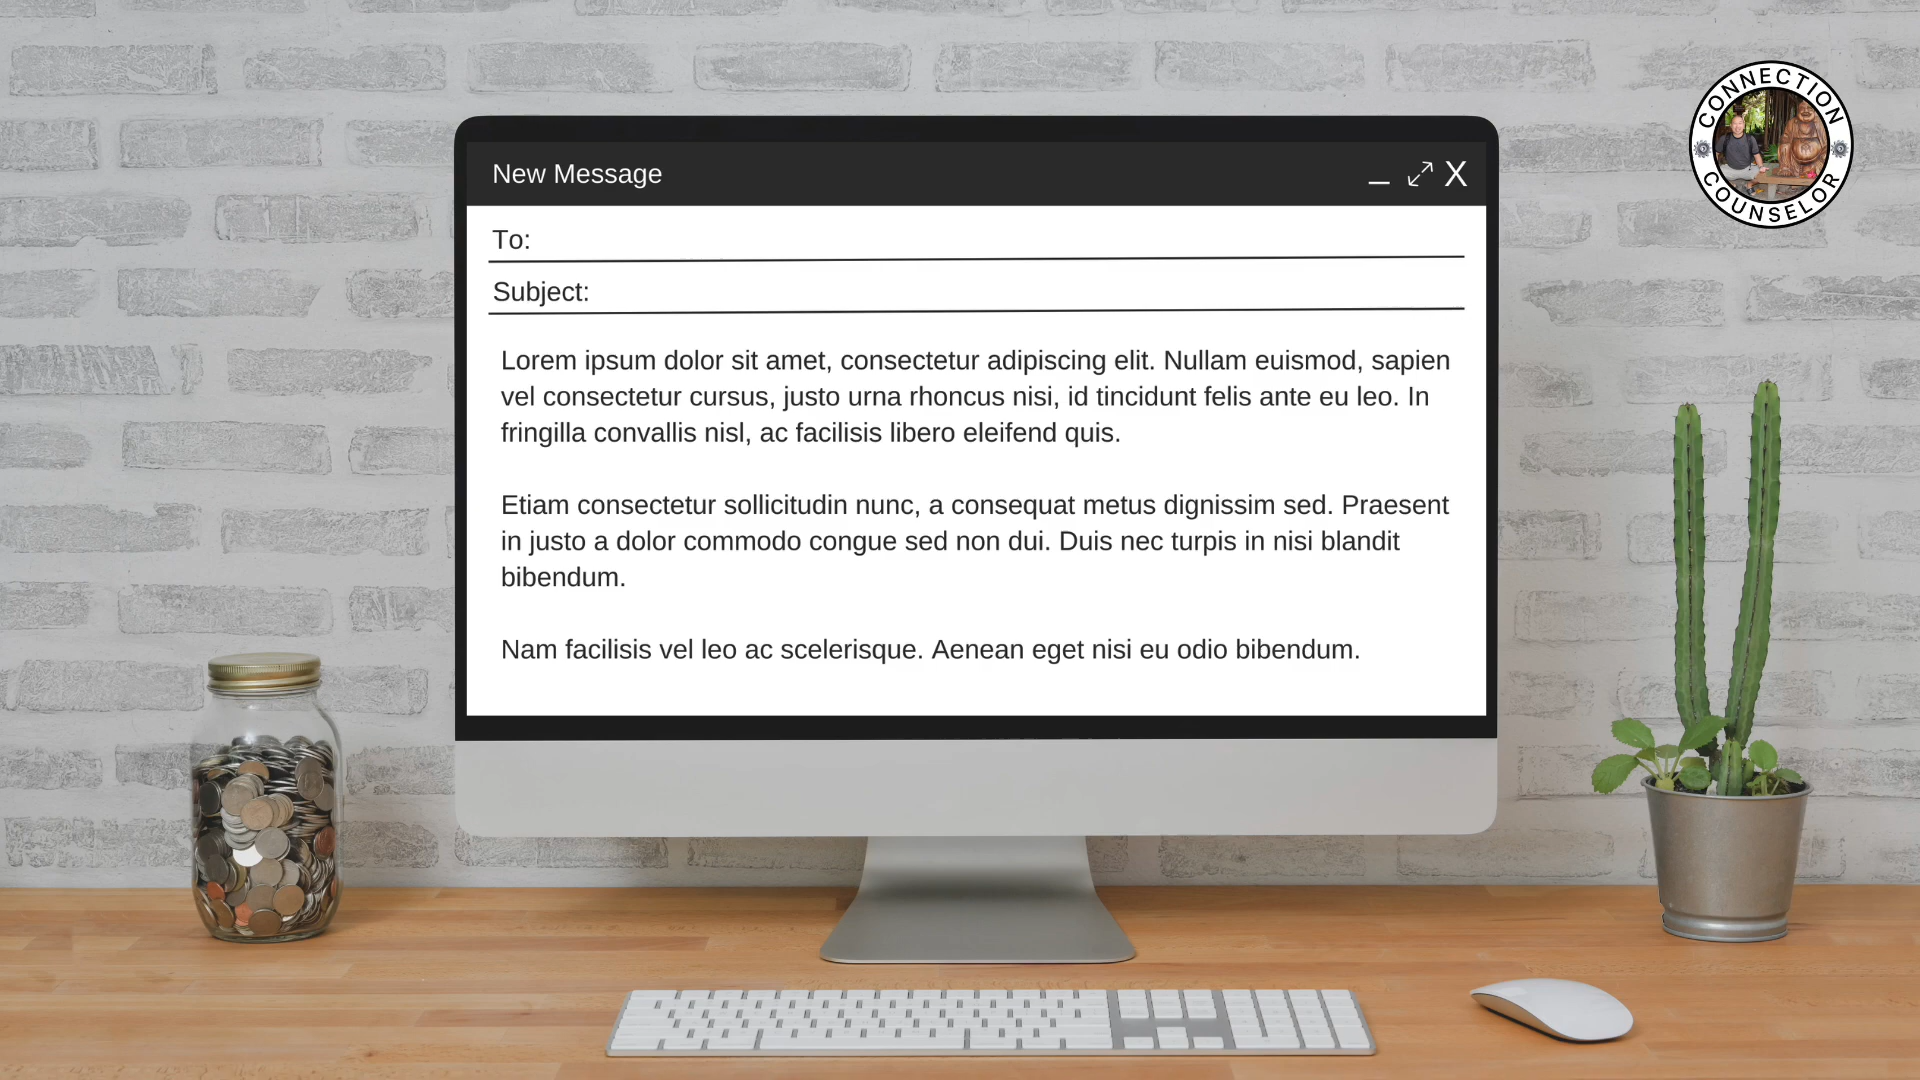 New Message
X
To:
Subject:
Lorem ipsum dolor sit amet, consectetur adipiscing elit. Nullam euismod, sapien
vel consectetur cursus, justo urna rhoncus nisi, id tincidunt felis ante eu leo. In
fringilla convallis nisl, ac facilisis libero eleifend quis.
Etiam consectetur sollicitudin nunc, a consequat metus dignissim sed. Praesent
in justo a dolor commodo congue sed non dui. Duis nec turpis in nisi blandit
bibendum.
Nam facilisis vel leo ac scelerisque. Aenean eget nisi eu odio bibendum.
CONNECTION
COUNSELOR